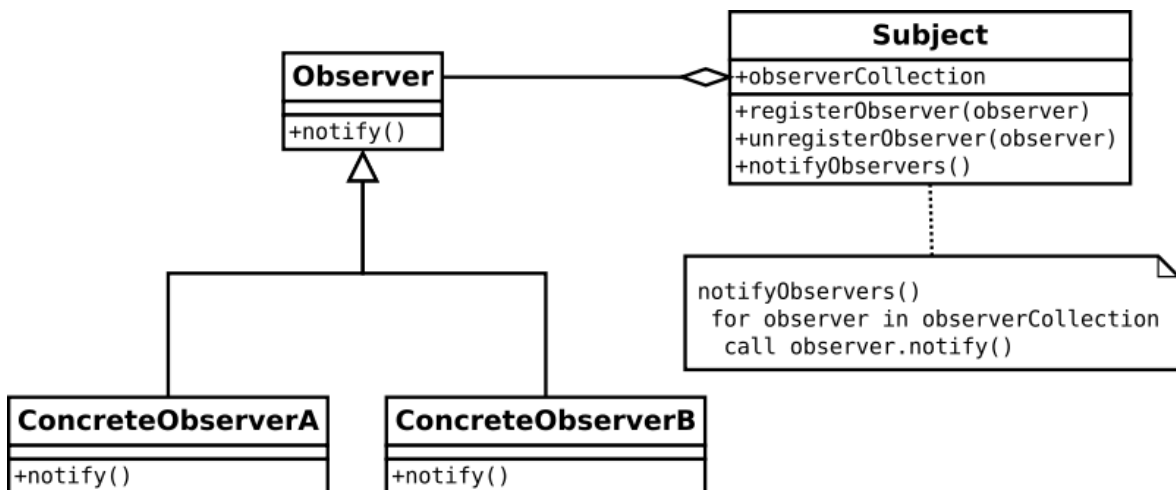 Observer
+notify()
Subject
+observerCollection
+registerObserver(observer)
+unregisterObserver(observer)
+notifyObservers()
notifyObservers()
for observer in observerCollection
call observer.notify()
ConcreteObserverA
+notify()
ConcreteObserverB
+notify()